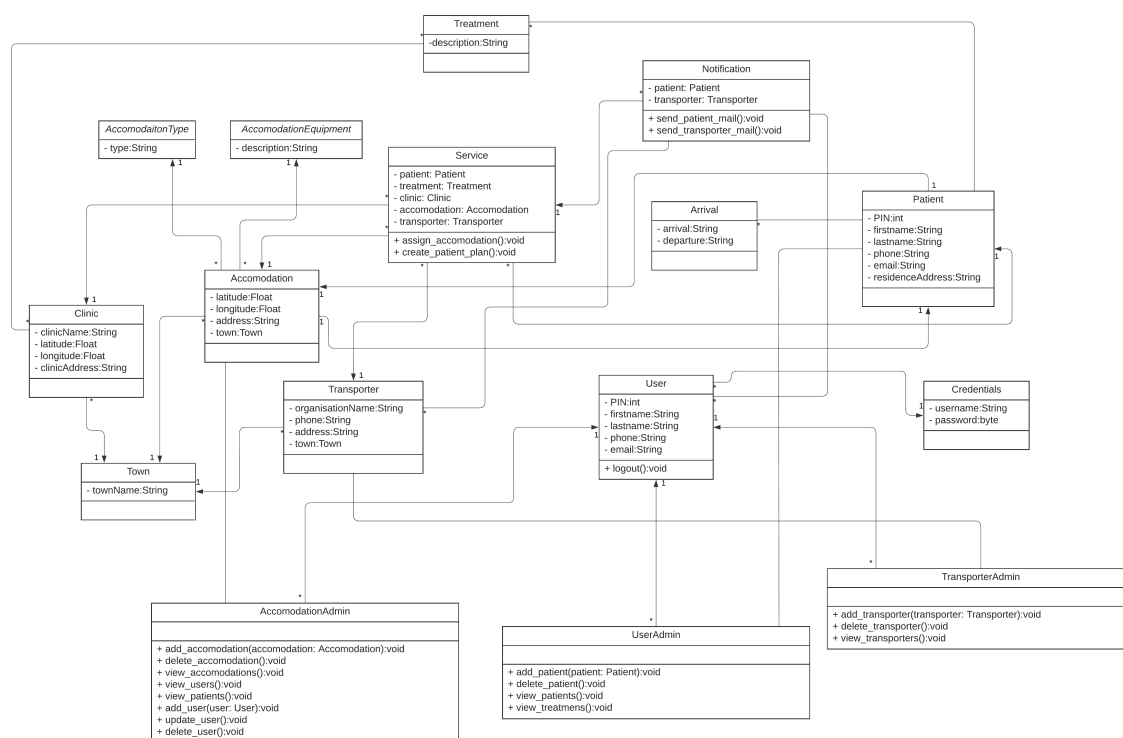 Treatment
-description:String
Notification
- patient: Patient
- transporter: Transporter
+ send_patient_mail():void
+ send_transporter_mail():void
AccomodaitonType
- type:String
AccomodationEquipment
- description:String
Service
- patient: Patient
- treatment: Treatment
- clinic: Clinic
- accomodation: Accomodation
- transporter: Transporter
+ assign_accomodation():void
+ create_patient_plan():void
Arrival
- arrival:String
- departure:String
Patient
- PIN:int
- firstname:String
- lastname:String
- phone:String
- email:String
- residenceAddress:String
Accomodation
- latitude:Float
- longitude:Float
- address:String
- town:Town
Clinic
- clinicName:String
- latitude:Float
- longitude:Float
- clinicAddress:String
Transporter
- organisationName:String
- phone:String
- address:String
- town:Town
User
- PIN:int
- firstname:String
- lastname:String
- phone:String
- email:String
+ logout():void
Credentials
- username:String
- password:byte
Town
- townName:String
AccomodationAdmin
+ add_accomodation(accomodation: Accomodation):void
+ delete_accomodation():void
+ view_accomodations():void
+ view_users():void
+ view_patients():void
+ add_user(user: User):void
+ update_user():void
+ delete_user():void
UserAdmin
+ add_patient(patient: Patient):void
+ delete_patient():void
+ view_patients():void
+ view_treatmens():void
TransporterAdmin
+ add_transporter(transporter: Transporter):void
+ delete_transporter():void
+ view_transporters():void